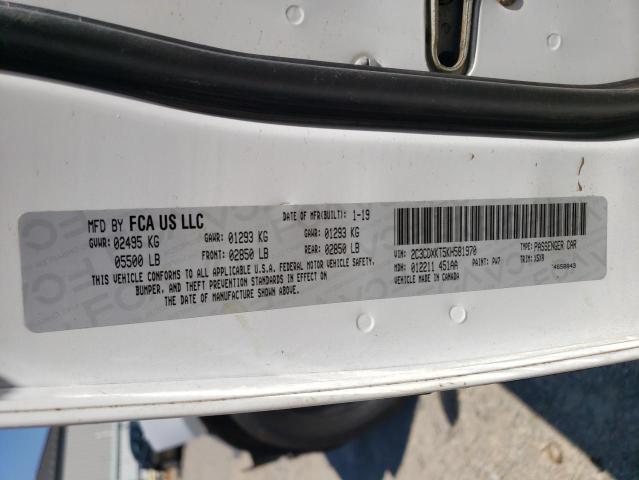 MFD BY FCA US LLC
DATE OF MFR(BUILT): 1-19
GVWR: 02495 KG
GAWR: 01293 KG
GAWR: 01293 KG
05500 LB
FRONT: 02850 LB
REAR: 02850 LB
THIS VEHICLE CONFORMS TO ALL APPLICABLE U.S.A. FEDERAL MOTOR VEHICLE SAFETY,
BUMPER, AND THEFT PREVENTION STANDARDS IN EFFECT ON
THE DATE OF MANUFACTURE SHOWN ABOVE.
VIN: 2C3CDXKT5KH581970
TYPE: PASSENGER CAR
MDH: 012211 451AA
PAINT: PW7
TRIM: X5X9
VEHICLE MADE IN CANADA
*4658843